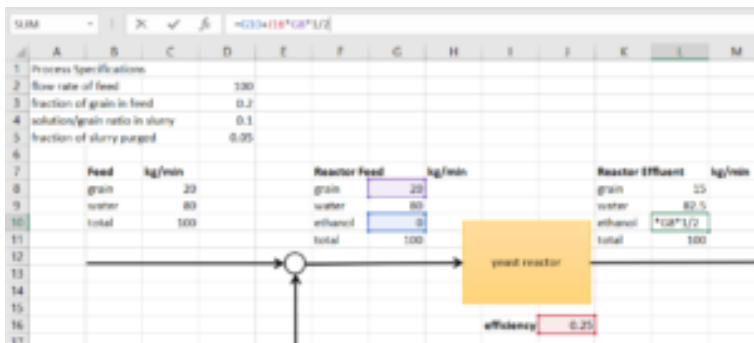 SUM fx =G10+J16*G8*1/2
A B C D E F G H I J K L M
1 Process Specifications
2 flow rate of feed 100
3 fraction of grain in feed 0.2
4 solution/grain ratio in slurry 0.1
5 fraction of slurry purged 0.05
6
7 Feed kg/min Reactor Feed kg/min Reactor Effluent kg/min
8 grain 20 grain 20 grain 15
9 water 80 water 80 water 82.5
10 total 100 ethanol 0 ethanol *G8*1/2
11 total 100 total 100
12 yeast reactor
13
14
15
16 efficiency 0.25
17